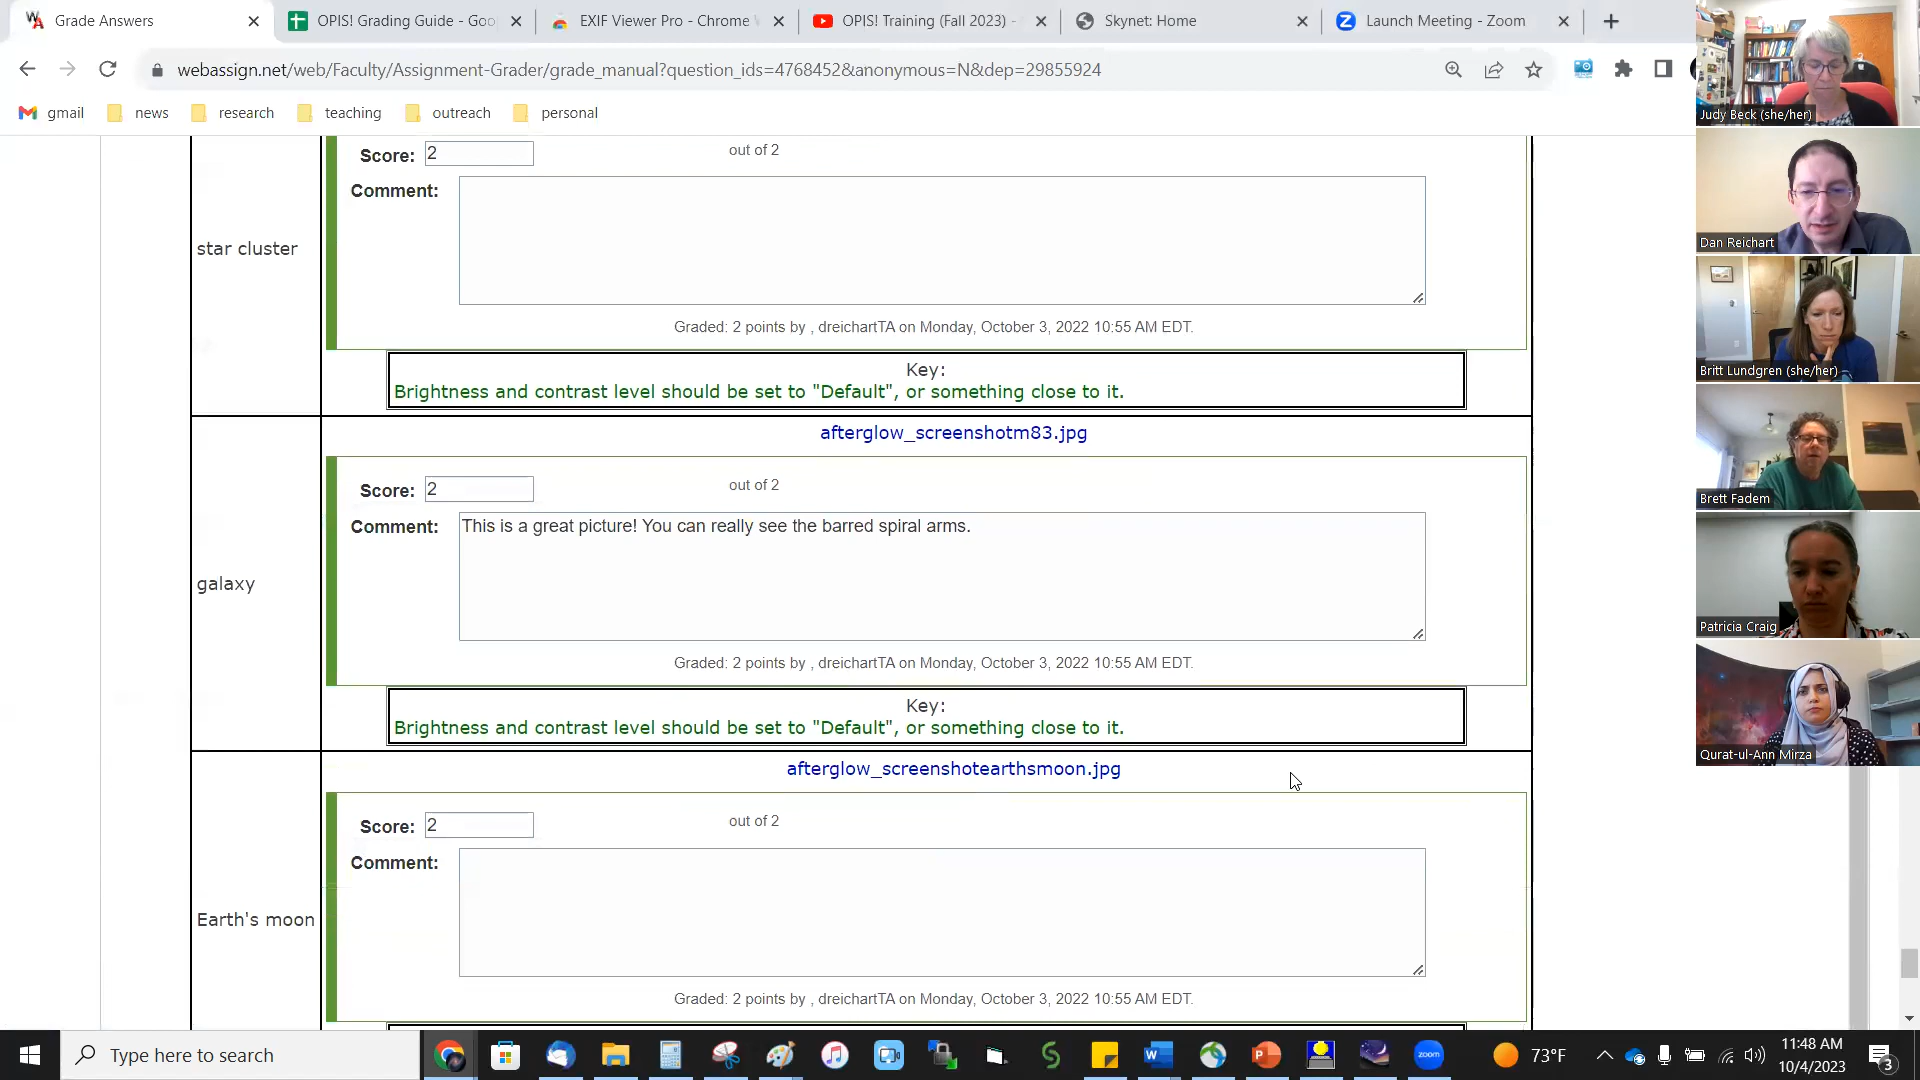 Grade Answers
OPIS! Grading Guide - Goo
EXIF Viewer Pro - Chrome
OPIS! Training (Fall 2023) -
Skynet: Home
Launch Meeting - Zoom
webassign.net/web/Faculty/Assignment-Grader/grade_manual?question_ids=4768452&anonymous=N&dep=29855924
gmail
news
research
teaching
outreach
personal
Score: 2 out of 2
Comment:
star cluster
Graded: 2 points by , dreichartTA on Monday, October 3, 2022 10:55 AM EDT.
Key:
Brightness and contrast level should be set to "Default", or something close to it.
afterglow_screenshotm83.jpg
Score: 2 out of 2
Comment: This is a great picture! You can really see the barred spiral arms.
galaxy
Graded: 2 points by , dreichartTA on Monday, October 3, 2022 10:55 AM EDT.
Key:
Brightness and contrast level should be set to "Default", or something close to it.
afterglow_screenshotearthsmoon.jpg
Score: 2 out of 2
Comment:
Earth's moon
Graded: 2 points by , dreichartTA on Monday, October 3, 2022 10:55 AM EDT.
Judy Beck (she/her)
Dan Reichart
Britt Lundgren (she/her)
Brett Fadem
Patricia Craig
Qurat-ul-Ann Mirza
Type here to search
zoom
73°F
11:48 AM
10/4/2023
3